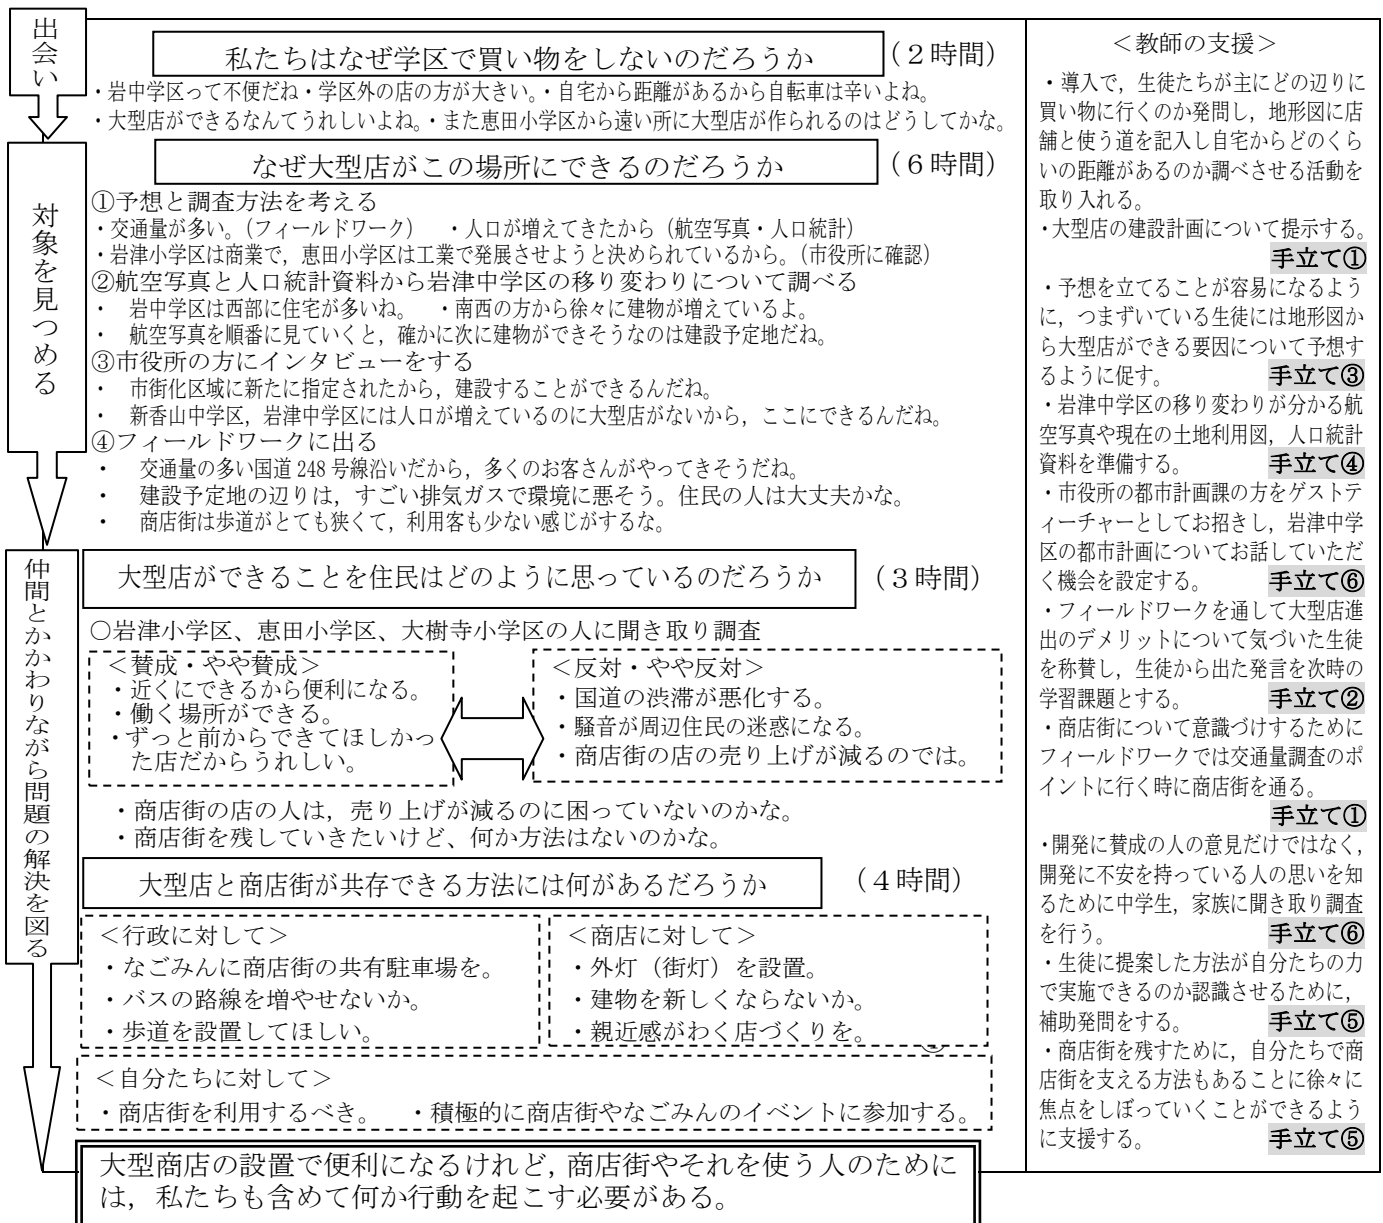 出会い
私たちはなぜ学区で買い物をしないのだろうか
(２時間)
・岩中学区って不便だね・学区外の店の方が大きい。・自宅から距離があるから自転車は辛いよね。
・大型店ができるなんてうれしいよね。・また恵田小学区から遠い所に大型店が作られるのはどうしてかな。
対象を見つめる
なぜ大型店がこの場所にできるのだろうか
(６時間)
①予想と調査方法を考える
・交通量が多い。(フィールドワーク)　・人口が増えてきたから（航空写真・人口統計）
・岩津小学区は商業で，恵田小学区は工業で発展させようと決められているから。(市役所に確認)
②航空写真と人口統計資料から岩津中学区の移り変わりについて調べる
・　岩中学区は西部に住宅が多いね。　・南西の方から徐々に建物が増えているよ。
・　航空写真を順番に見ていくと，確かに次に建物ができそうなのは建設予定地だね。
③市役所の方にインタビューをする
・　市街化区域に新たに指定されたから，建設することができるんだね。
・　新香山中学区，岩津中学区には人口が増えているのに大型店がないから，ここにできるんだね。
④フィールドワークに出る
・　交通量の多い国道 248 号線沿いだから，多くのお客さんがやってきそうだね。
・　建設予定地の辺りは，すごい排気ガスで環境に悪そう。住民の人は大丈夫かな。
・　商店街は歩道がとても狭くて，利用客も少ない感じがするな。
仲間とかかわりながら問題の解決を図る
大型店ができることを住民はどのように思っているのだろうか
(３時間)
○岩津小学区、恵田小学区、大樹寺小学区の人に聞き取り調査
＜賛成・やや賛成＞
・近くにできるから便利になる。
・働く場所ができる。
・ずっと前からできてほしかっ
た店だからうれしい。
＜反対・やや反対＞
・国道の渋滞が悪化する。
・騒音が周辺住民の迷惑になる。
・商店街の店の売り上げが減るのでは。
・商店街の店の人は，売り上げが減るのに困っていないのかな。
・商店街を残していきたいけど、何か方法はないのかな。
大型店と商店街が共存できる方法には何があるだろうか
(４時間)
＜行政に対して＞
・なごみんに商店街の共有駐車場を。
・バスの路線を増やせないか。
・歩道を設置してほしい。
＜商店に対して＞
・外灯（街灯）を設置。
・建物を新しくならないか。
・親近感がわく店づくりを。
＜自分たちに対して＞
・商店街を利用するべき。　・積極的に商店街やなごみんのイベントに参加する。
大型商店の設置で便利になるけれど，商店街やそれを使う人のために
は，私たちも含めて何か行動を起こす必要がある。
＜教師の支援＞
・導入で，生徒たちが主にどの辺りに
買い物に行くのか発問し，地形図に店
舗と使う道を記入し自宅からどのくら
いの距離があるのか調べさせる活動を
取り入れる。
・大型店の建設計画について提示する。
手立て①
・予想を立てることが容易になるよう
に，つまずいている生徒には地形図か
ら大型店ができる要因について予想す
るように促す。　手立て③
・岩津中学区の移り変わりが分かる航
空写真や現在の土地利用図，人口統計
資料を準備する。　手立て④
・市役所の都市計画課の方をゲストテ
ィーチャーとしてお招きし，岩津中学
区の都市計画についてお話していただ
く機会を設定する。　手立て⑥
・フィールドワークを通して大型店進
出のデメリットについて気づいた生徒
を称賛し，生徒から出た発言を次時の
学習課題とする。　手立て②
・商店街について意識づけするために
フィールドワークでは交通量調査のポ
イントに行く時に商店街を通る。
手立て①
・開発に賛成の人の意見だけではなく，
開発に不安を持っている人の思いを知
るために中学生，家族に聞き取り調査
を行う。　手立て⑥
・生徒に提案した方法が自分たちの力
で実施できるのか認識させるために，
補助発問をする。　手立て⑤
・商店街を残すために，自分たちで商
店街を支える方法もあることに徐々に
焦点をしぼっていくことができるよう
に支援する。　手立て⑤